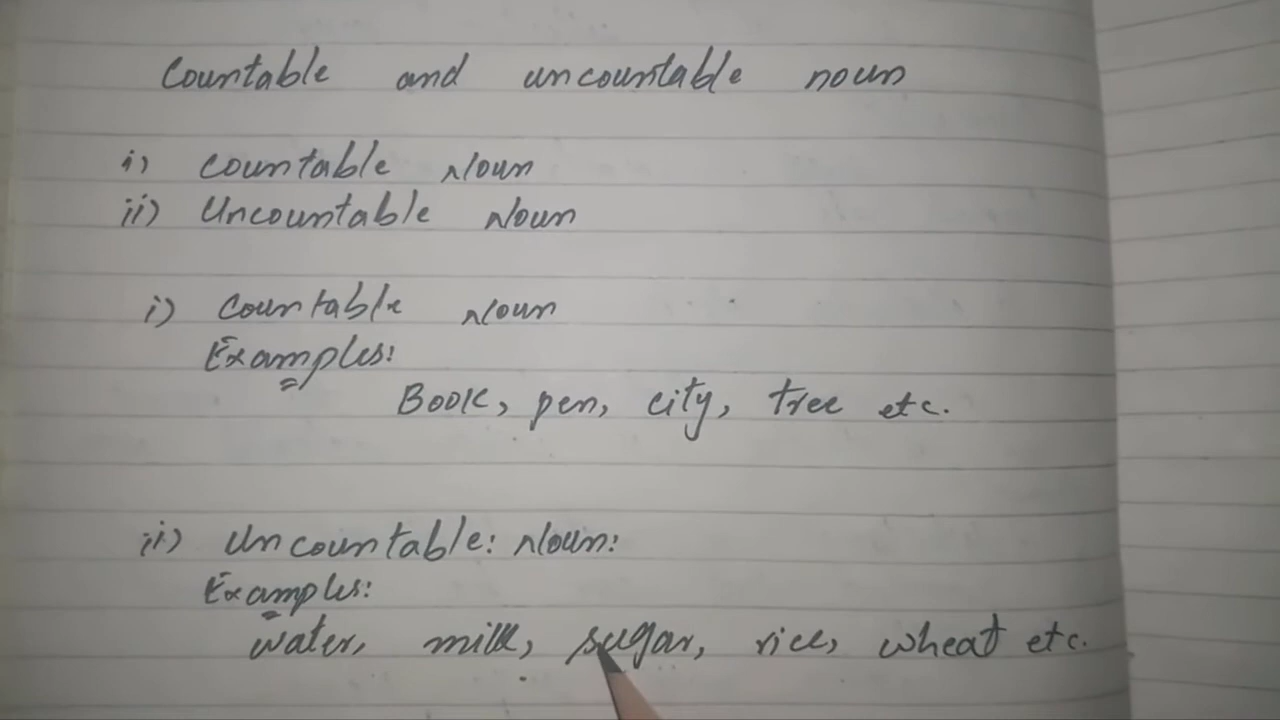 Countable and uncountable noun
i) Countable Noun
ii) Uncountable Noun
i) Countable Noun
Examples:
Book, pen, city, tree etc.
ii) Uncountable: Noun:
Examples:
water, milk, sugar, rice, wheat etc.